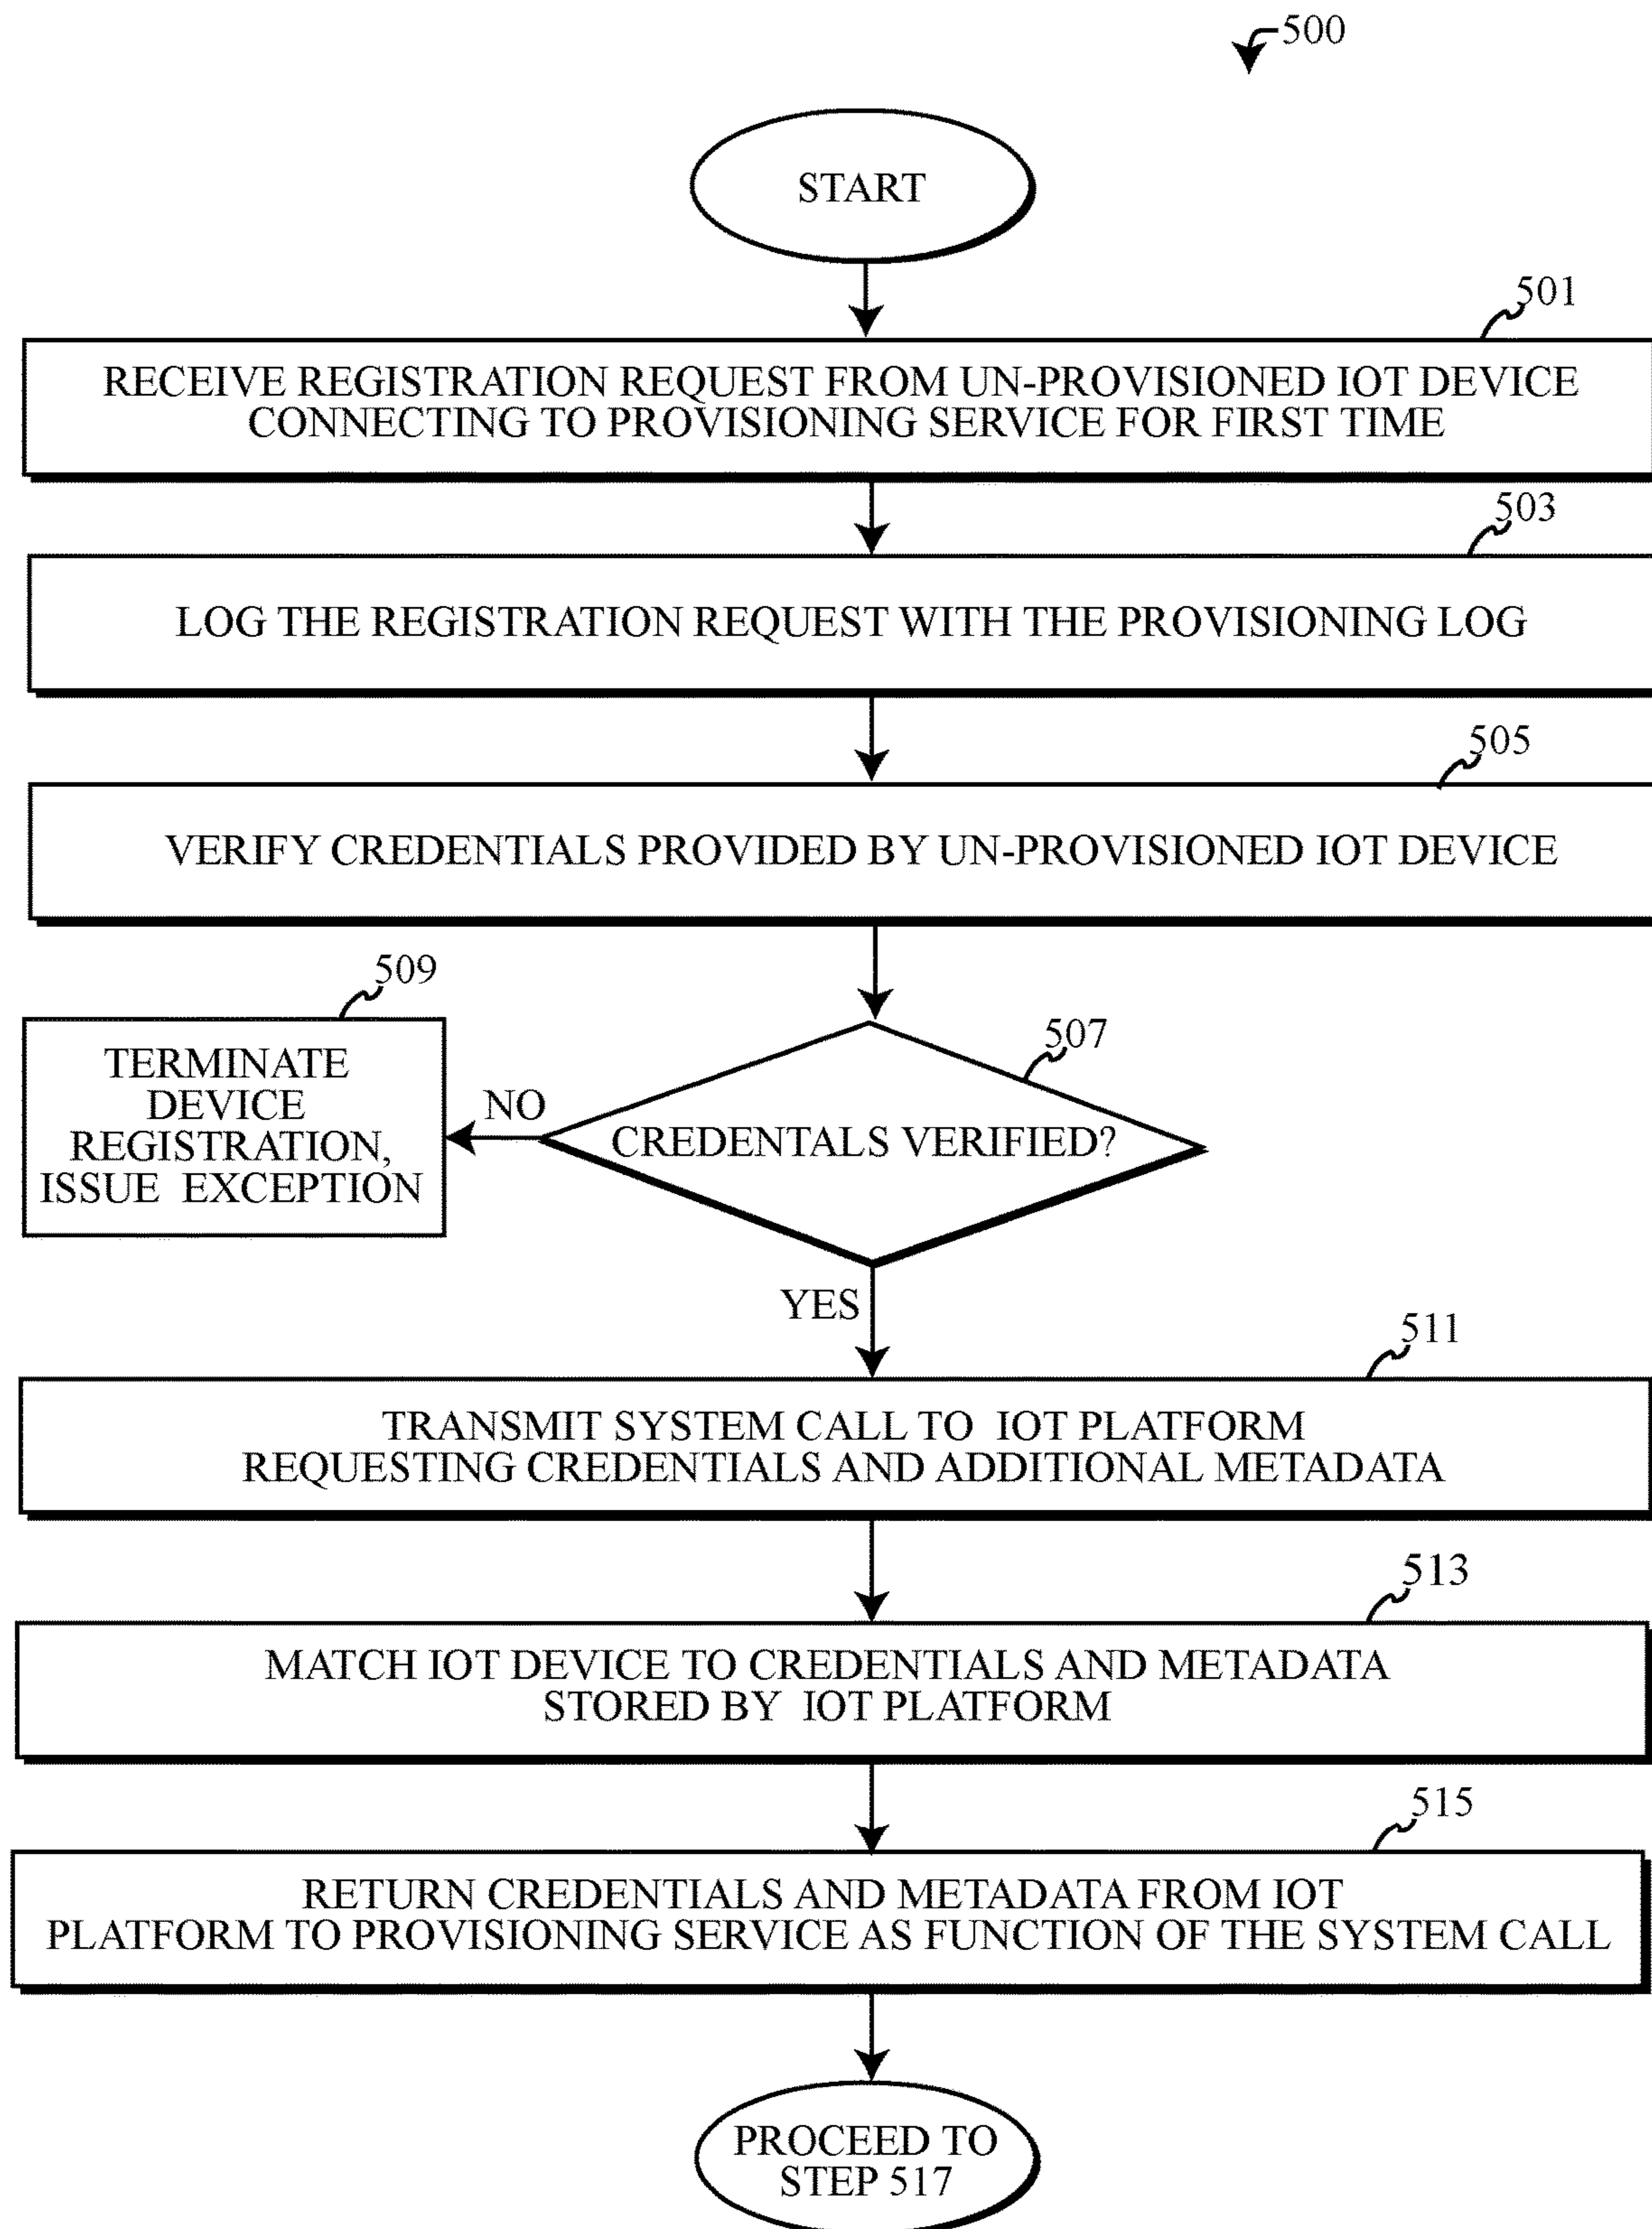 500
START
501
RECEIVE REGISTRATION REQUEST FROM UN-PROVISIONED IOT DEVICE
CONNECTING TO PROVISIONING SERVICE FOR FIRST TIME
503
LOG THE REGISTRATION REQUEST WITH THE PROVISIONING LOG
505
VERIFY CREDENTIALS PROVIDED BY UN-PROVISIONED IOT DEVICE
509
TERMINATE
DEVICE
REGISTRATION,
ISSUE EXCEPTION
NO
507
CREDENTALS VERIFIED?
YES
511
TRANSMIT SYSTEM CALL TO IOT PLATFORM
REQUESTING CREDENTIALS AND ADDITIONAL METADATA
513
MATCH IOT DEVICE TO CREDENTIALS AND METADATA
STORED BY IOT PLATFORM
515
RETURN CREDENTIALS AND METADATA FROM IOT
PLATFORM TO PROVISIONING SERVICE AS FUNCTION OF THE SYSTEM CALL
PROCEED TO
STEP 517